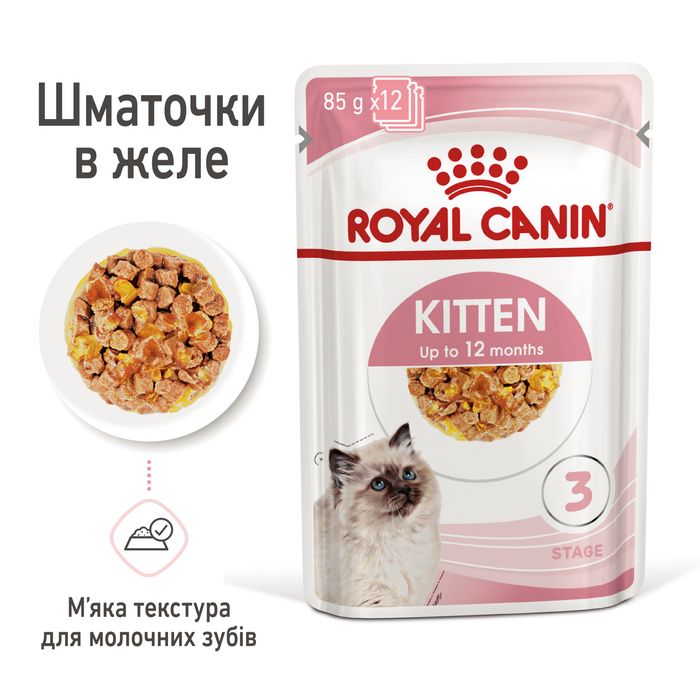 Шматочки
в желе
М'яка текстура
для молочних зубів
85 g x12
ROYAL CANIN®
KITTEN
Up to 12 months
3
STAGE